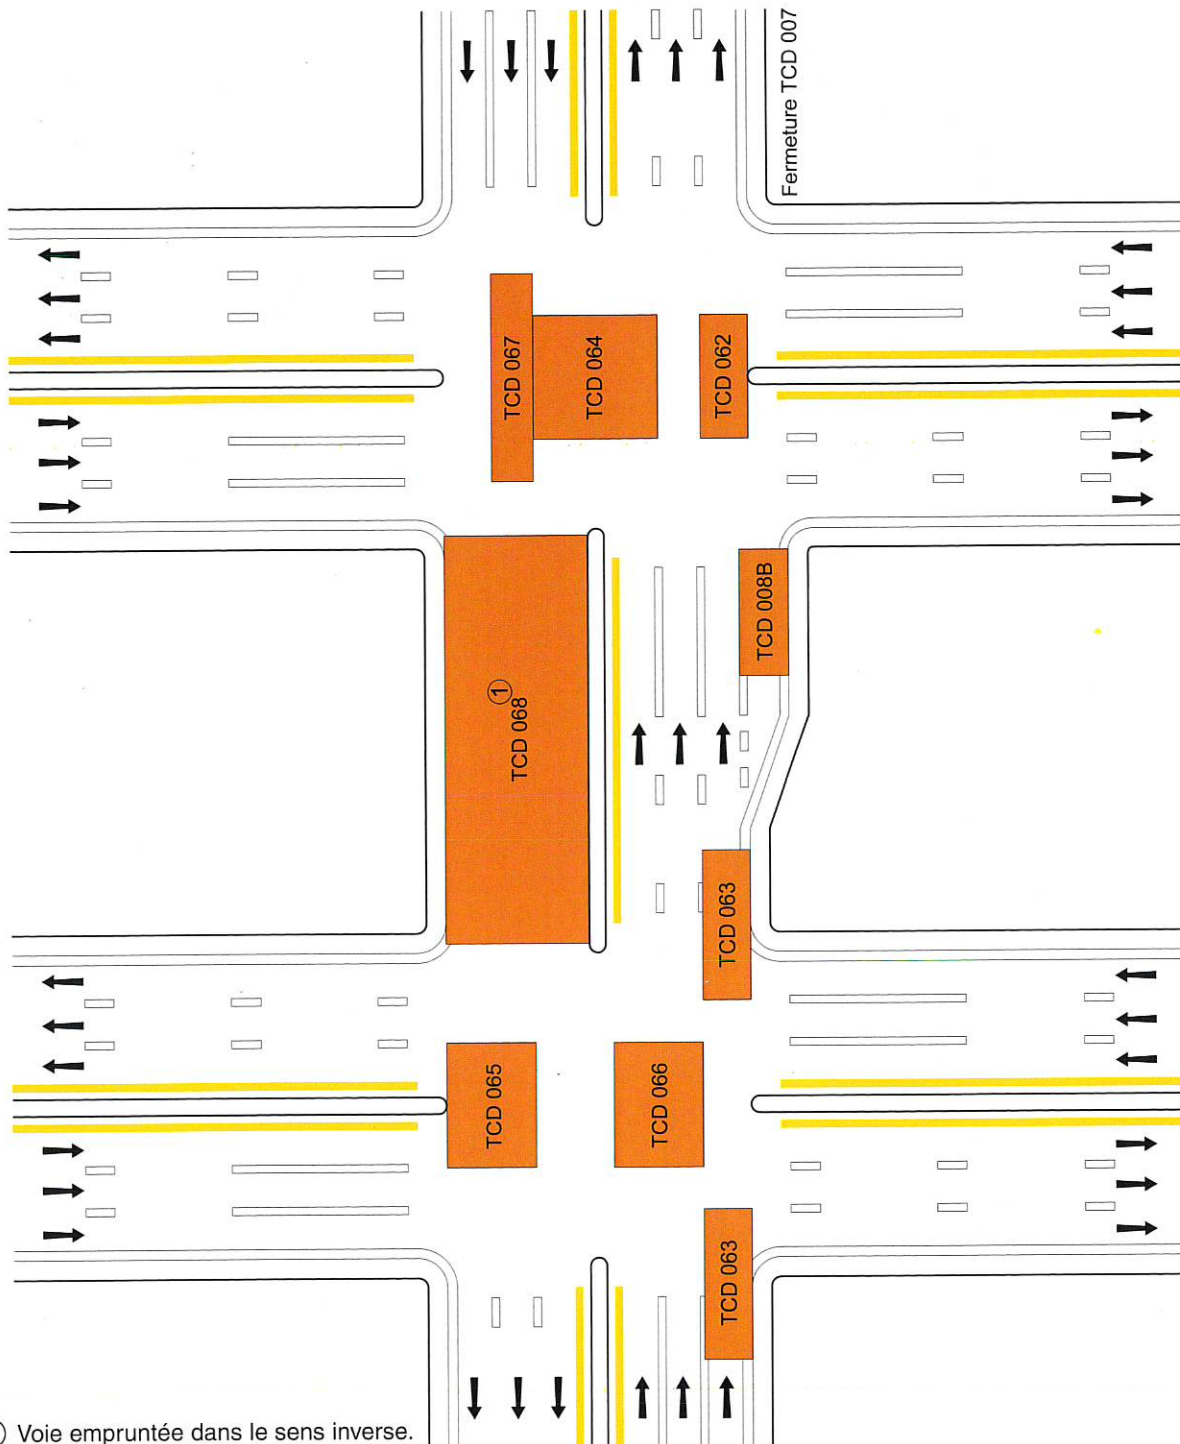 Fermeture TCD 007
TCD 067
TCD 064
TCD 062
TCD 008B
①
TCD 068
TCD 063
TCD 065
TCD 066
TCD 063
Voie empruntée dans le sens inverse.